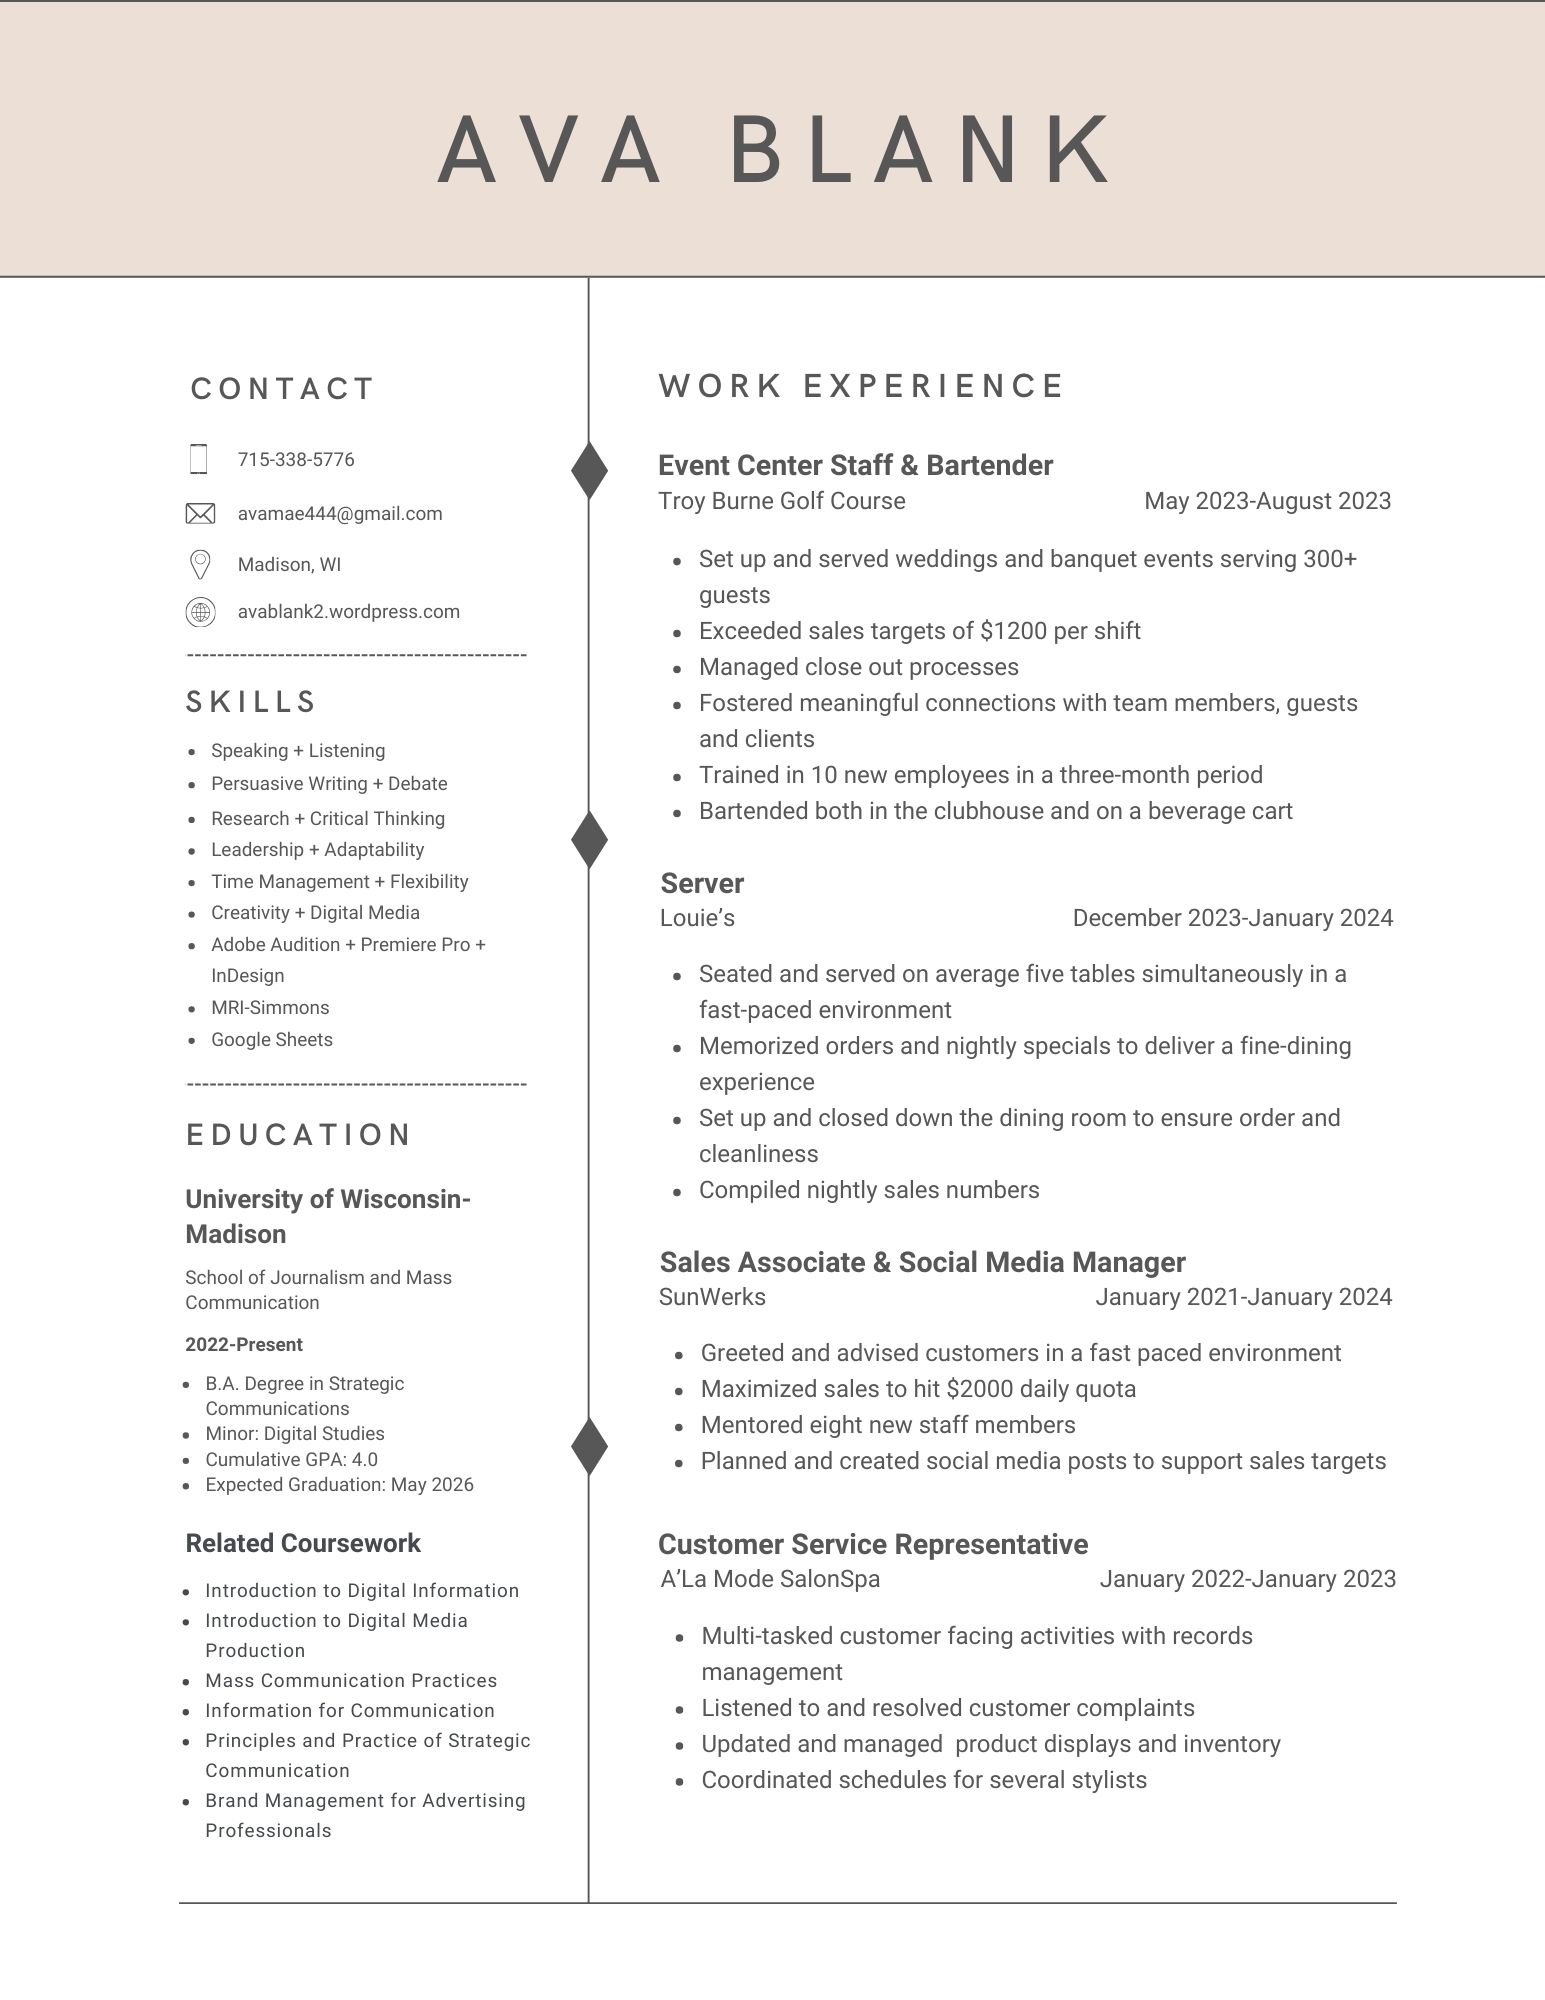 AVA BLANK
CONTACT
715-338-5776
avamae444@gmail.com
Madison, WI
avablank2.wordpress.com
---------------------------------------------
SKILLS
• Speaking + Listening
• Persuasive Writing + Debate
• Research + Critical Thinking
• Leadership + Adaptability
• Time Management + Flexibility
• Creativity + Digital Media
• Adobe Audition + Premiere Pro +
InDesign
• MRI-Simmons
• Google Sheets
---------------------------------------------
EDUCATION
University of Wisconsin-
Madison
School of Journalism and Mass
Communication
2022-Present
• B.A. Degree in Strategic
Communications
• Minor: Digital Studies
• Cumulative GPA: 4.0
• Expected Graduation: May 2026
Related Coursework
• Introduction to Digital Information
• Introduction to Digital Media
Production
• Mass Communication Practices
• Information for Communication
• Principles and Practice of Strategic
Communication
• Brand Management for Advertising
Professionals
WORK EXPERIENCE
Event Center Staff & Bartender
Troy Burne Golf Course May 2023-August 2023
• Set up and served weddings and banquet events serving 300+
guests
• Exceeded sales targets of $1200 per shift
• Managed close out processes
• Fostered meaningful connections with team members, guests
and clients
• Trained in 10 new employees in a three-month period
• Bartended both in the clubhouse and on a beverage cart
Server
Louie’s December 2023-January 2024
• Seated and served on average five tables simultaneously in a
fast-paced environment
• Memorized orders and nightly specials to deliver a fine-dining
experience
• Set up and closed down the dining room to ensure order and
cleanliness
• Compiled nightly sales numbers
Sales Associate & Social Media Manager
SunWerks January 2021-January 2024
• Greeted and advised customers in a fast paced environment
• Maximized sales to hit $2000 daily quota
• Mentored eight new staff members
• Planned and created social media posts to support sales targets
Customer Service Representative
A’La Mode SalonSpa January 2022-January 2023
• Multi-tasked customer facing activities with records
management
• Listened to and resolved customer complaints
• Updated and managed  product displays and inventory
• Coordinated schedules for several stylists